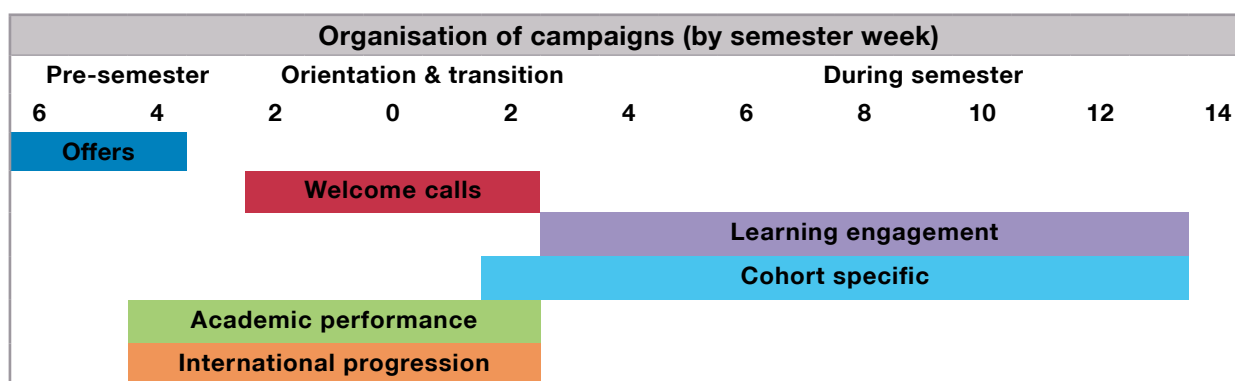 Organisation of campaigns (by semester week)
Pre-semester Orientation & transition During semester
6 4 2 0 2 4 6 8 10 12 14
Offers
Welcome calls
Learning engagement
Cohort specific
Academic performance
International progression